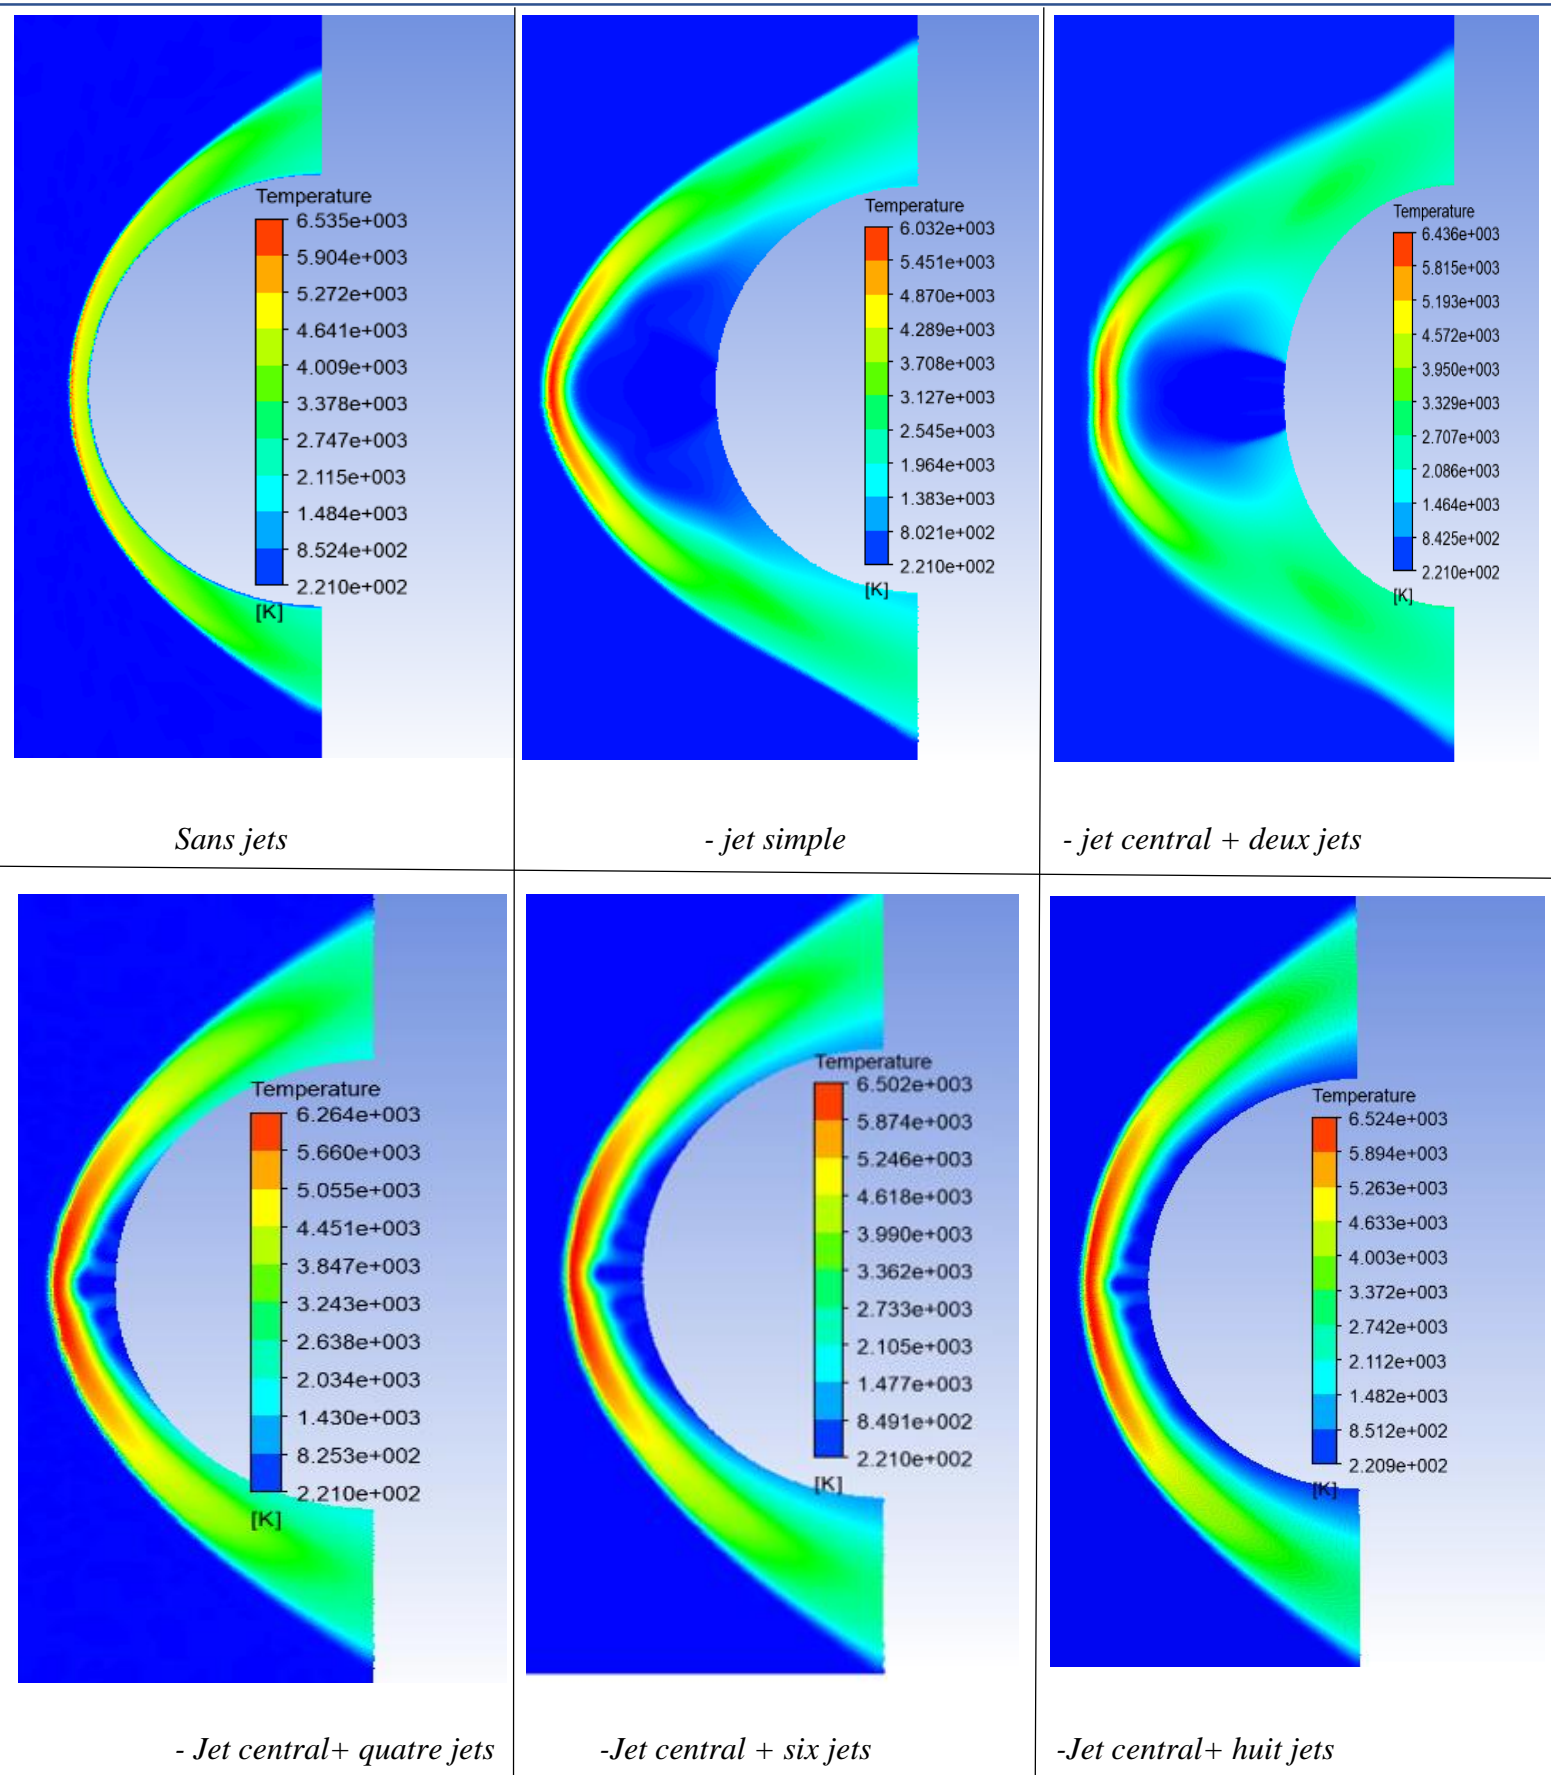 Temperature
6.535e+003
5.904e+003
5.272e+003
4.641e+003
4.009e+003
3.378e+003
2.747e+003
2.115e+003
1.484e+003
8.524e+002
2.210e+002
[K]
Sans jets
Temperature
6.032e+003
5.451e+003
4.870e+003
4.289e+003
3.708e+003
3.127e+003
2.545e+003
1.964e+003
1.383e+003
8.021e+002
2.210e+002
[K]
- jet simple
Temperature
6.436e+003
5.815e+003
5.193e+003
4.572e+003
3.950e+003
3.329e+003
2.707e+003
2.086e+003
1.464e+003
8.425e+002
2.210e+002
[K]
- jet central + deux jets
Temperature
6.264e+003
5.660e+003
5.055e+003
4.451e+003
3.847e+003
3.243e+003
2.638e+003
2.034e+003
1.430e+003
8.253e+002
2.210e+002
[K]
- Jet central+ quatre jets
Temperature
6.502e+003
5.874e+003
5.246e+003
4.618e+003
3.990e+003
3.362e+003
2.733e+003
2.105e+003
1.477e+003
8.491e+002
2.210e+002
[K]
-Jet central + six jets
Temperature
6.524e+003
5.894e+003
5.263e+003
4.633e+003
4.003e+003
3.372e+003
2.742e+003
2.112e+003
1.482e+003
8.512e+002
2.209e+002
[K]
-Jet central+ huit jets